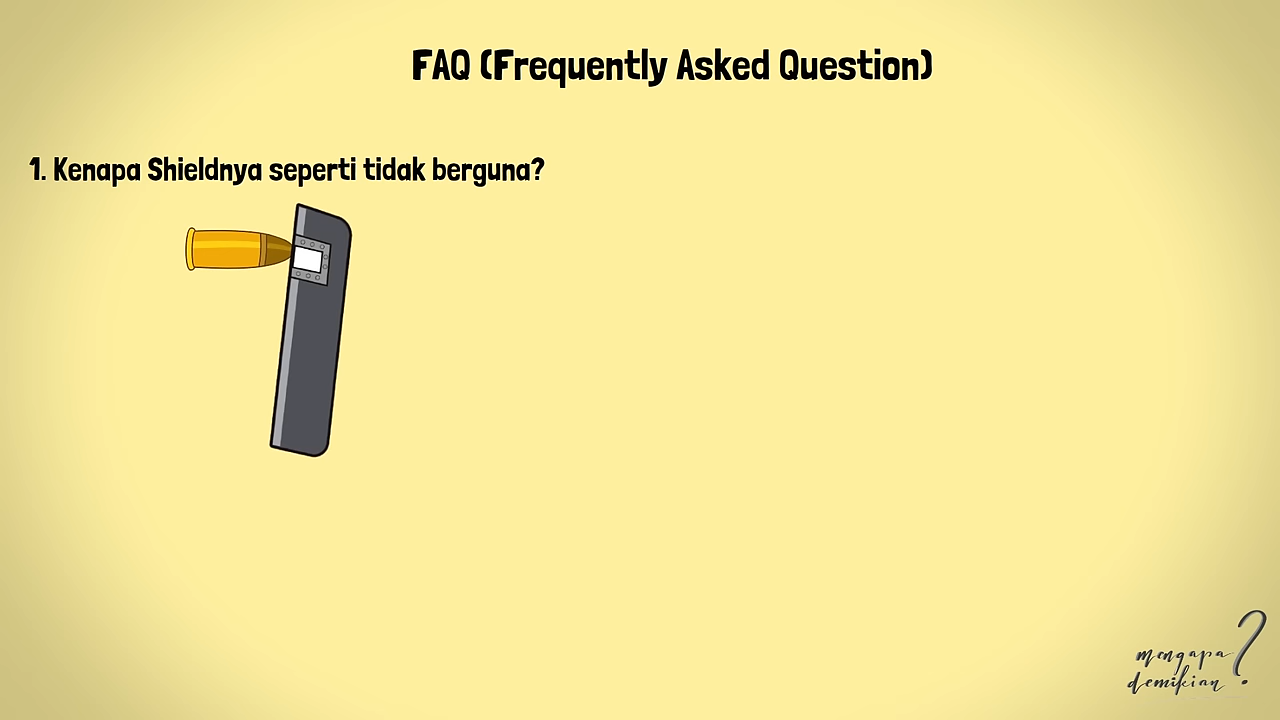 FAQ (Frequently Asked Question)
1. Kenapa Shieldnya seperti tidak berguna?
mengapa
demikian ?